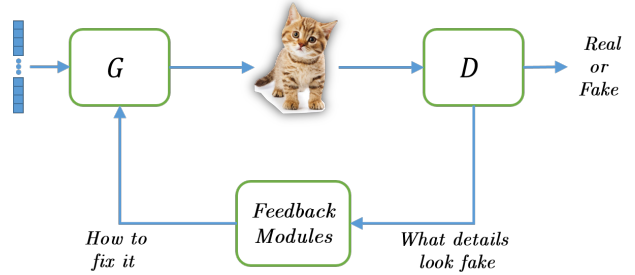 G
D
Real
or
Fake
Feedback
Modules
How to
fix it
What details
look fake